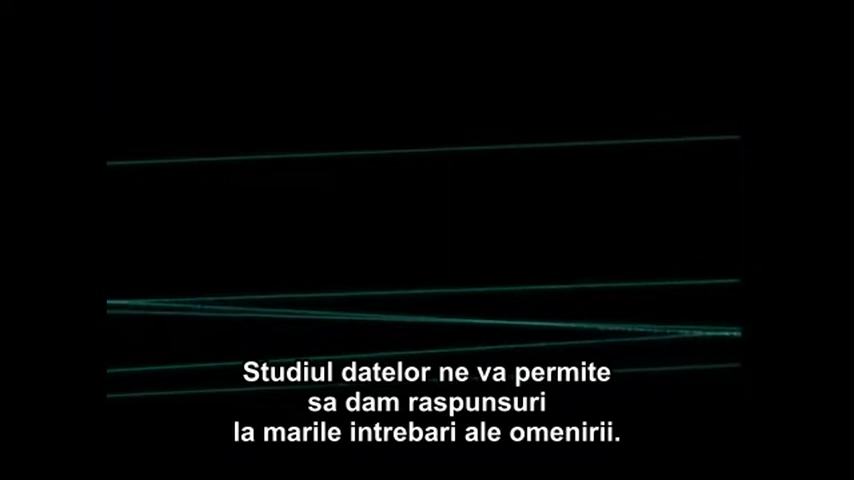 Studiul datelor ne va permite
sa dam raspunsuri
la marile intrebari ale omenirii.